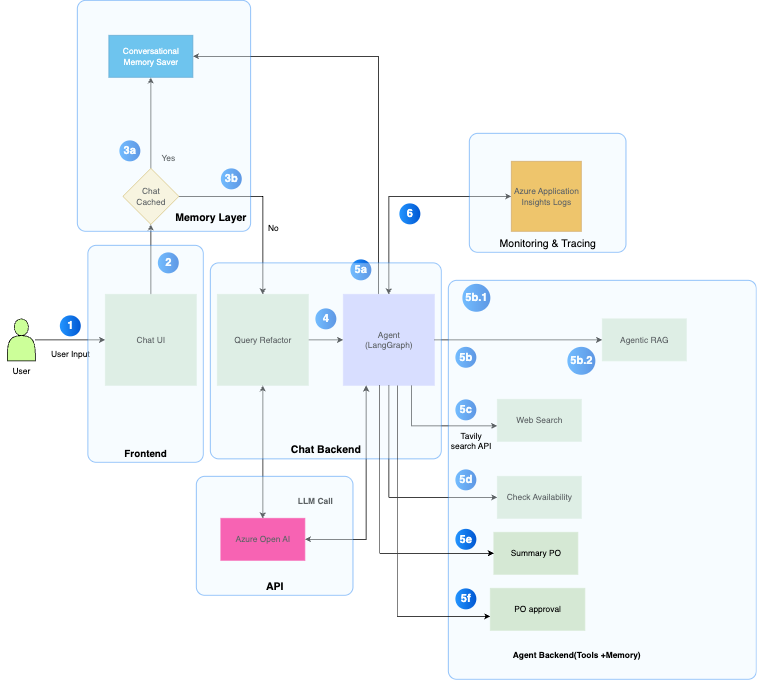 Conversational
Memory Saver
3a
Yes
3b
Chat
Cached
Memory Layer
No
2
6
Azure Application
Insights Logs
Monitoring & Tracing
5a
1
User Input
User
Chat UI
Frontend
Query Refactor
4
Agent
(LangGraph)
Chat Backend
5b.1
5b
5b.2
Agentic RAG
5c
Tavily
search API
Web Search
5d
Check Availability
5e
Summary PO
5f
PO approval
Agent Backend(Tools +Memory)
LLM Call
Azure Open AI
API